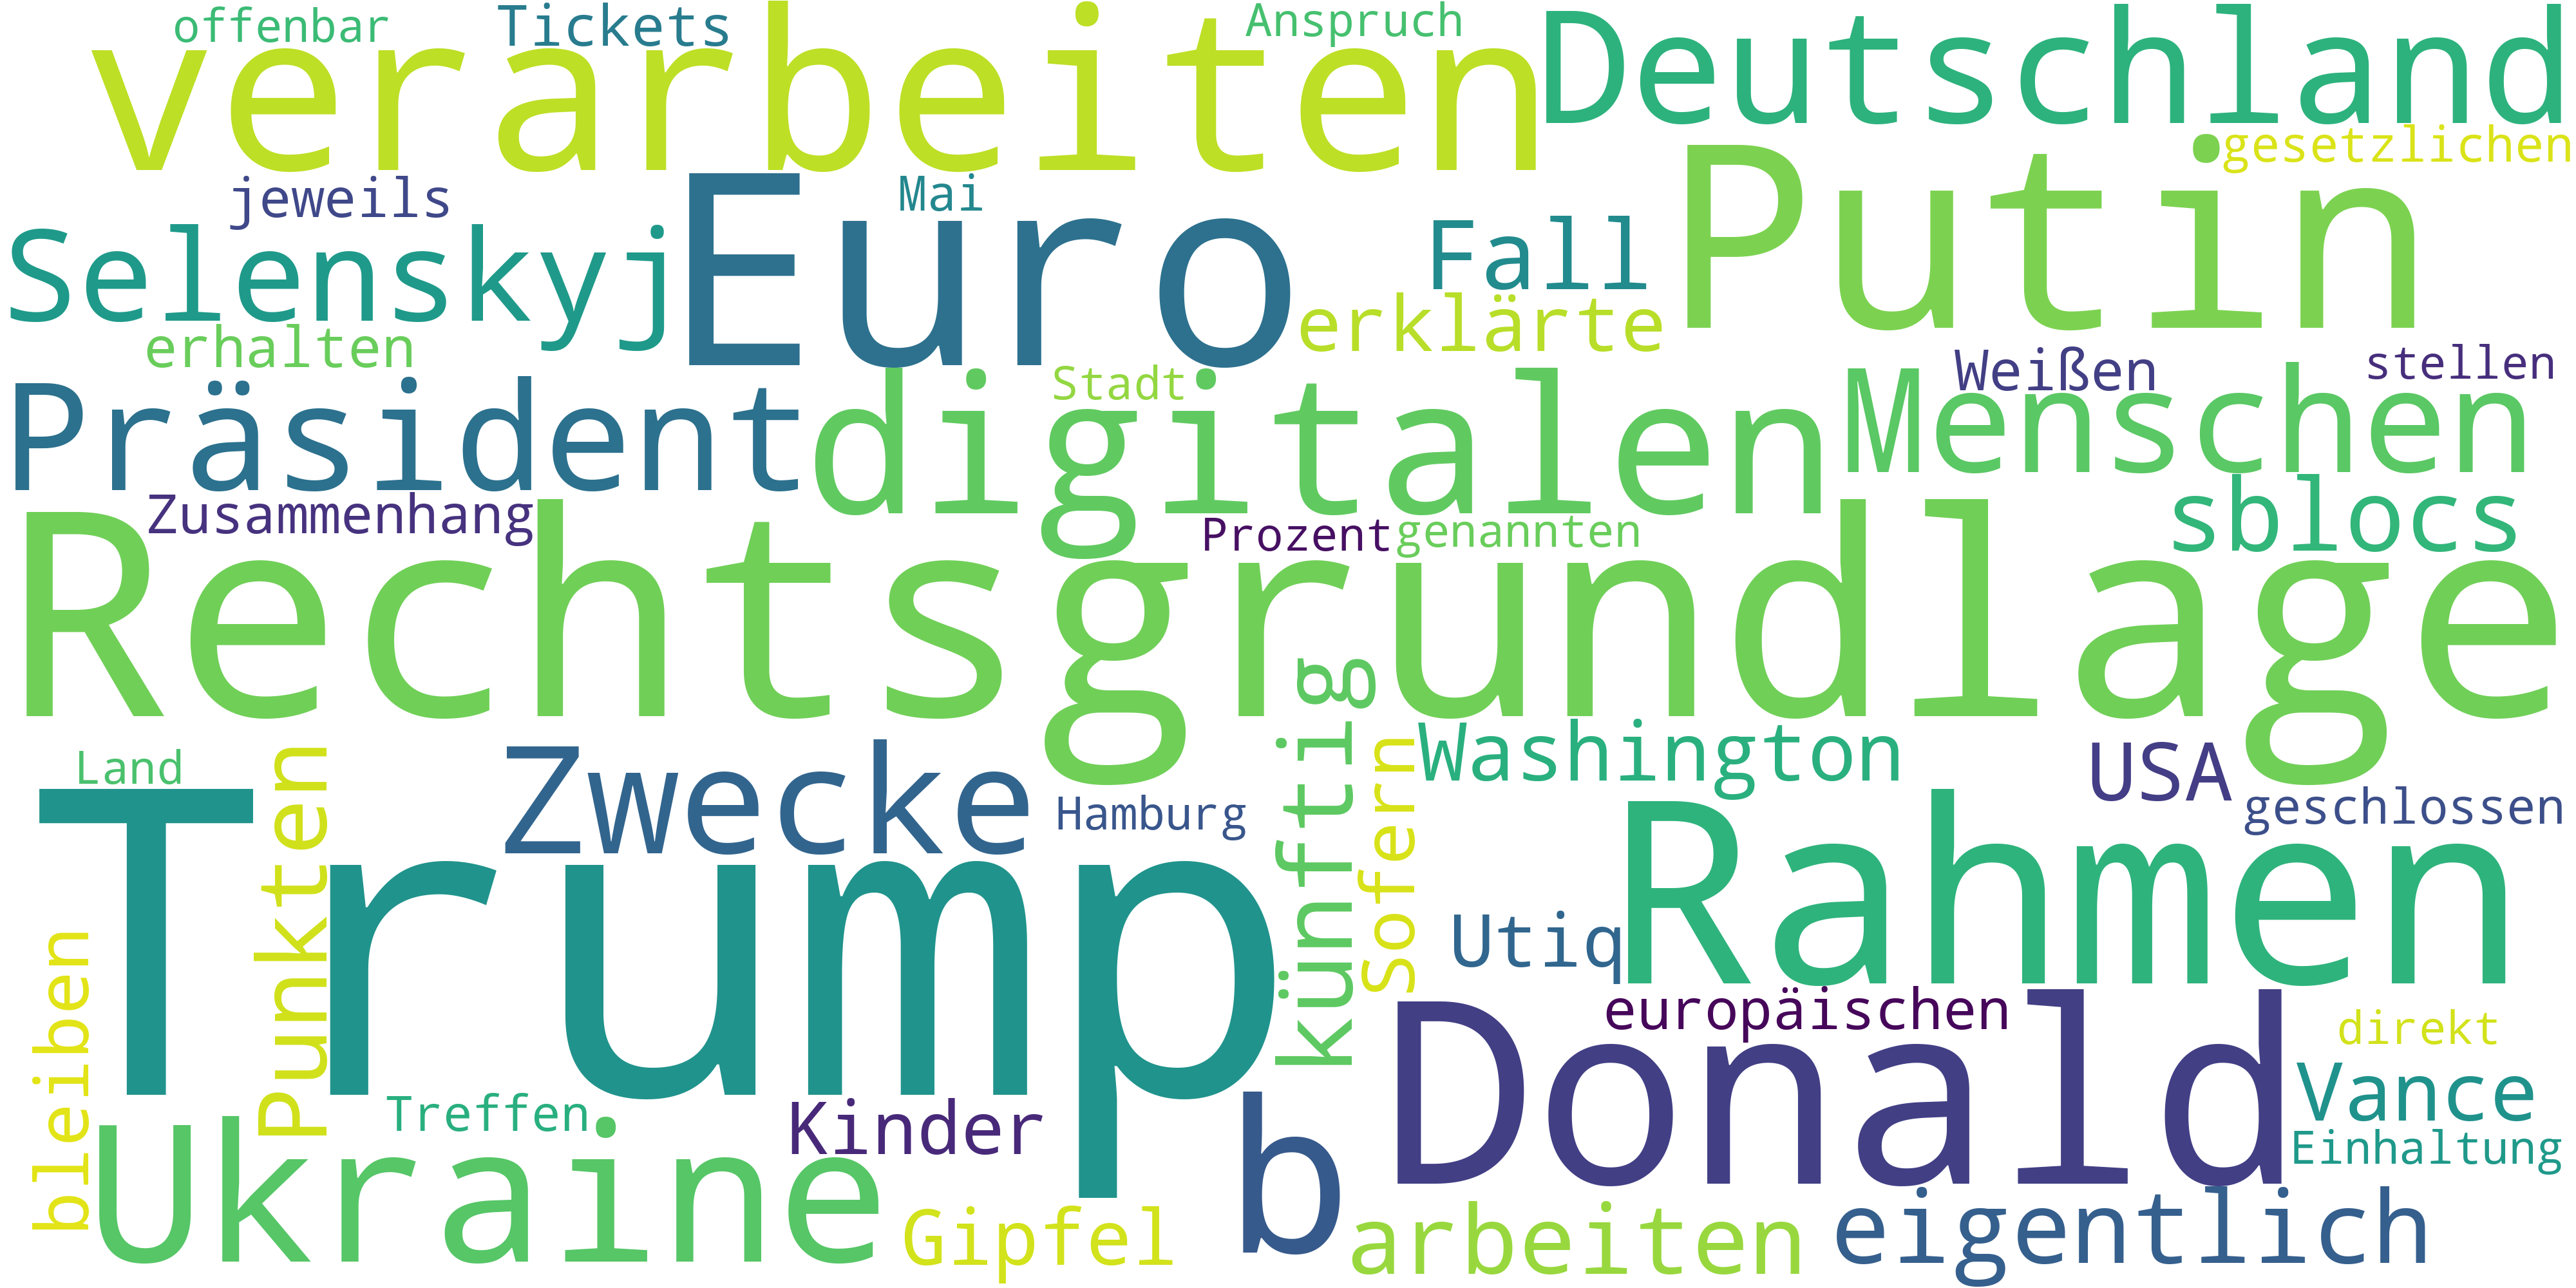 offenbar
Tickets
Anspruch
verarbeiten
Deutschland
gesetzlichen
jeweils
Mai
Putin
Selenskyj
Euro
Fall
erklärte
erhalten
Stadt
Weißen
stellen
Präsident
digitalen
Menschen
Zusammenhang
Prozent
genannten
sblocs
Rechtsgrundlage
künftig
Sofern
Washington
USA
Land
Punkten
Zwecke
Hamburg
geschlossen
Trump
Rahmen
Utiq
bleiben
europäischen
direkt
Donald
Vance
Treffen
Kinder
b
Einhaltung
Ukraine
Gipfel
arbeiten
eigentlich